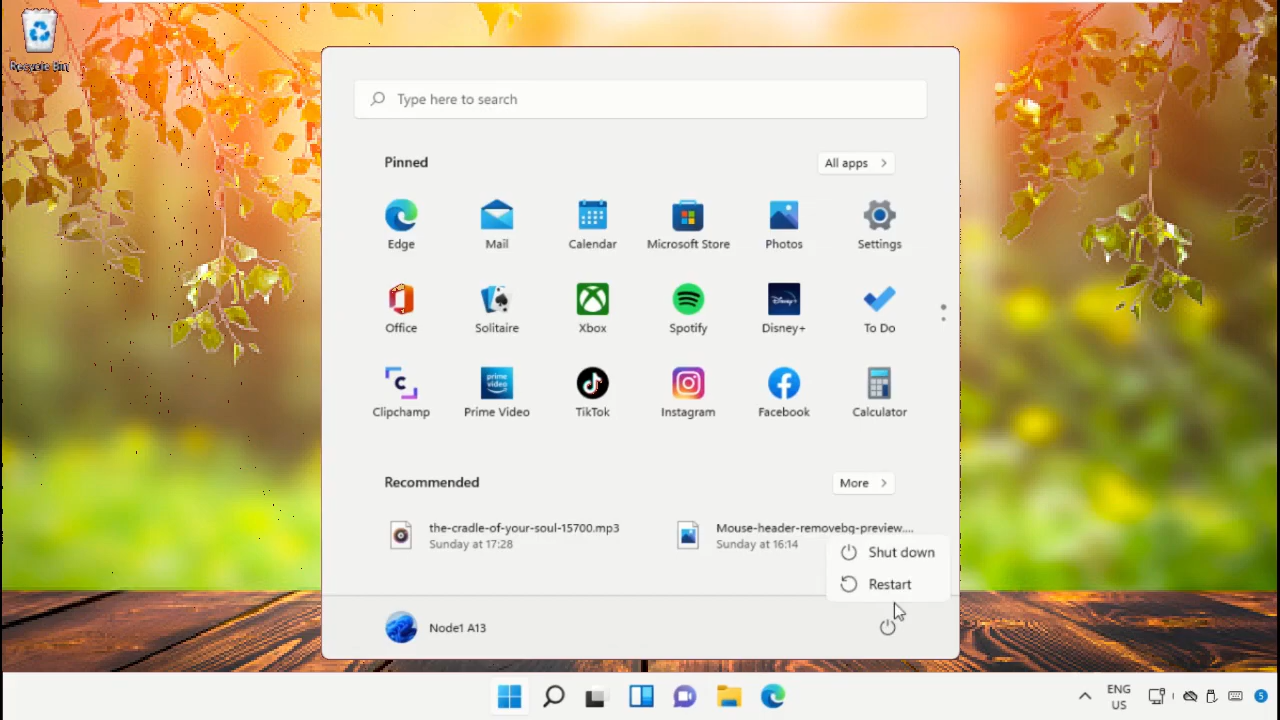 Recycle Bin
Type here to search
Pinned
All apps
Edge
Mail
Calendar
Microsoft Store
Photos
Settings
Office
Solitaire
Xbox
Spotify
Disney+
Disney+
To Do
C
prime video
Clipchamp
Prime Video
TikTok
Instagram
Facebook
Calculator
Recommended
More
the-cradle-of-your-soul-15700.mp3
Sunday at 17:28
Mouse-header-removebg-preview....
Sunday at 16:14
Shut down
Restart
Node1 A13
ENG
US
5